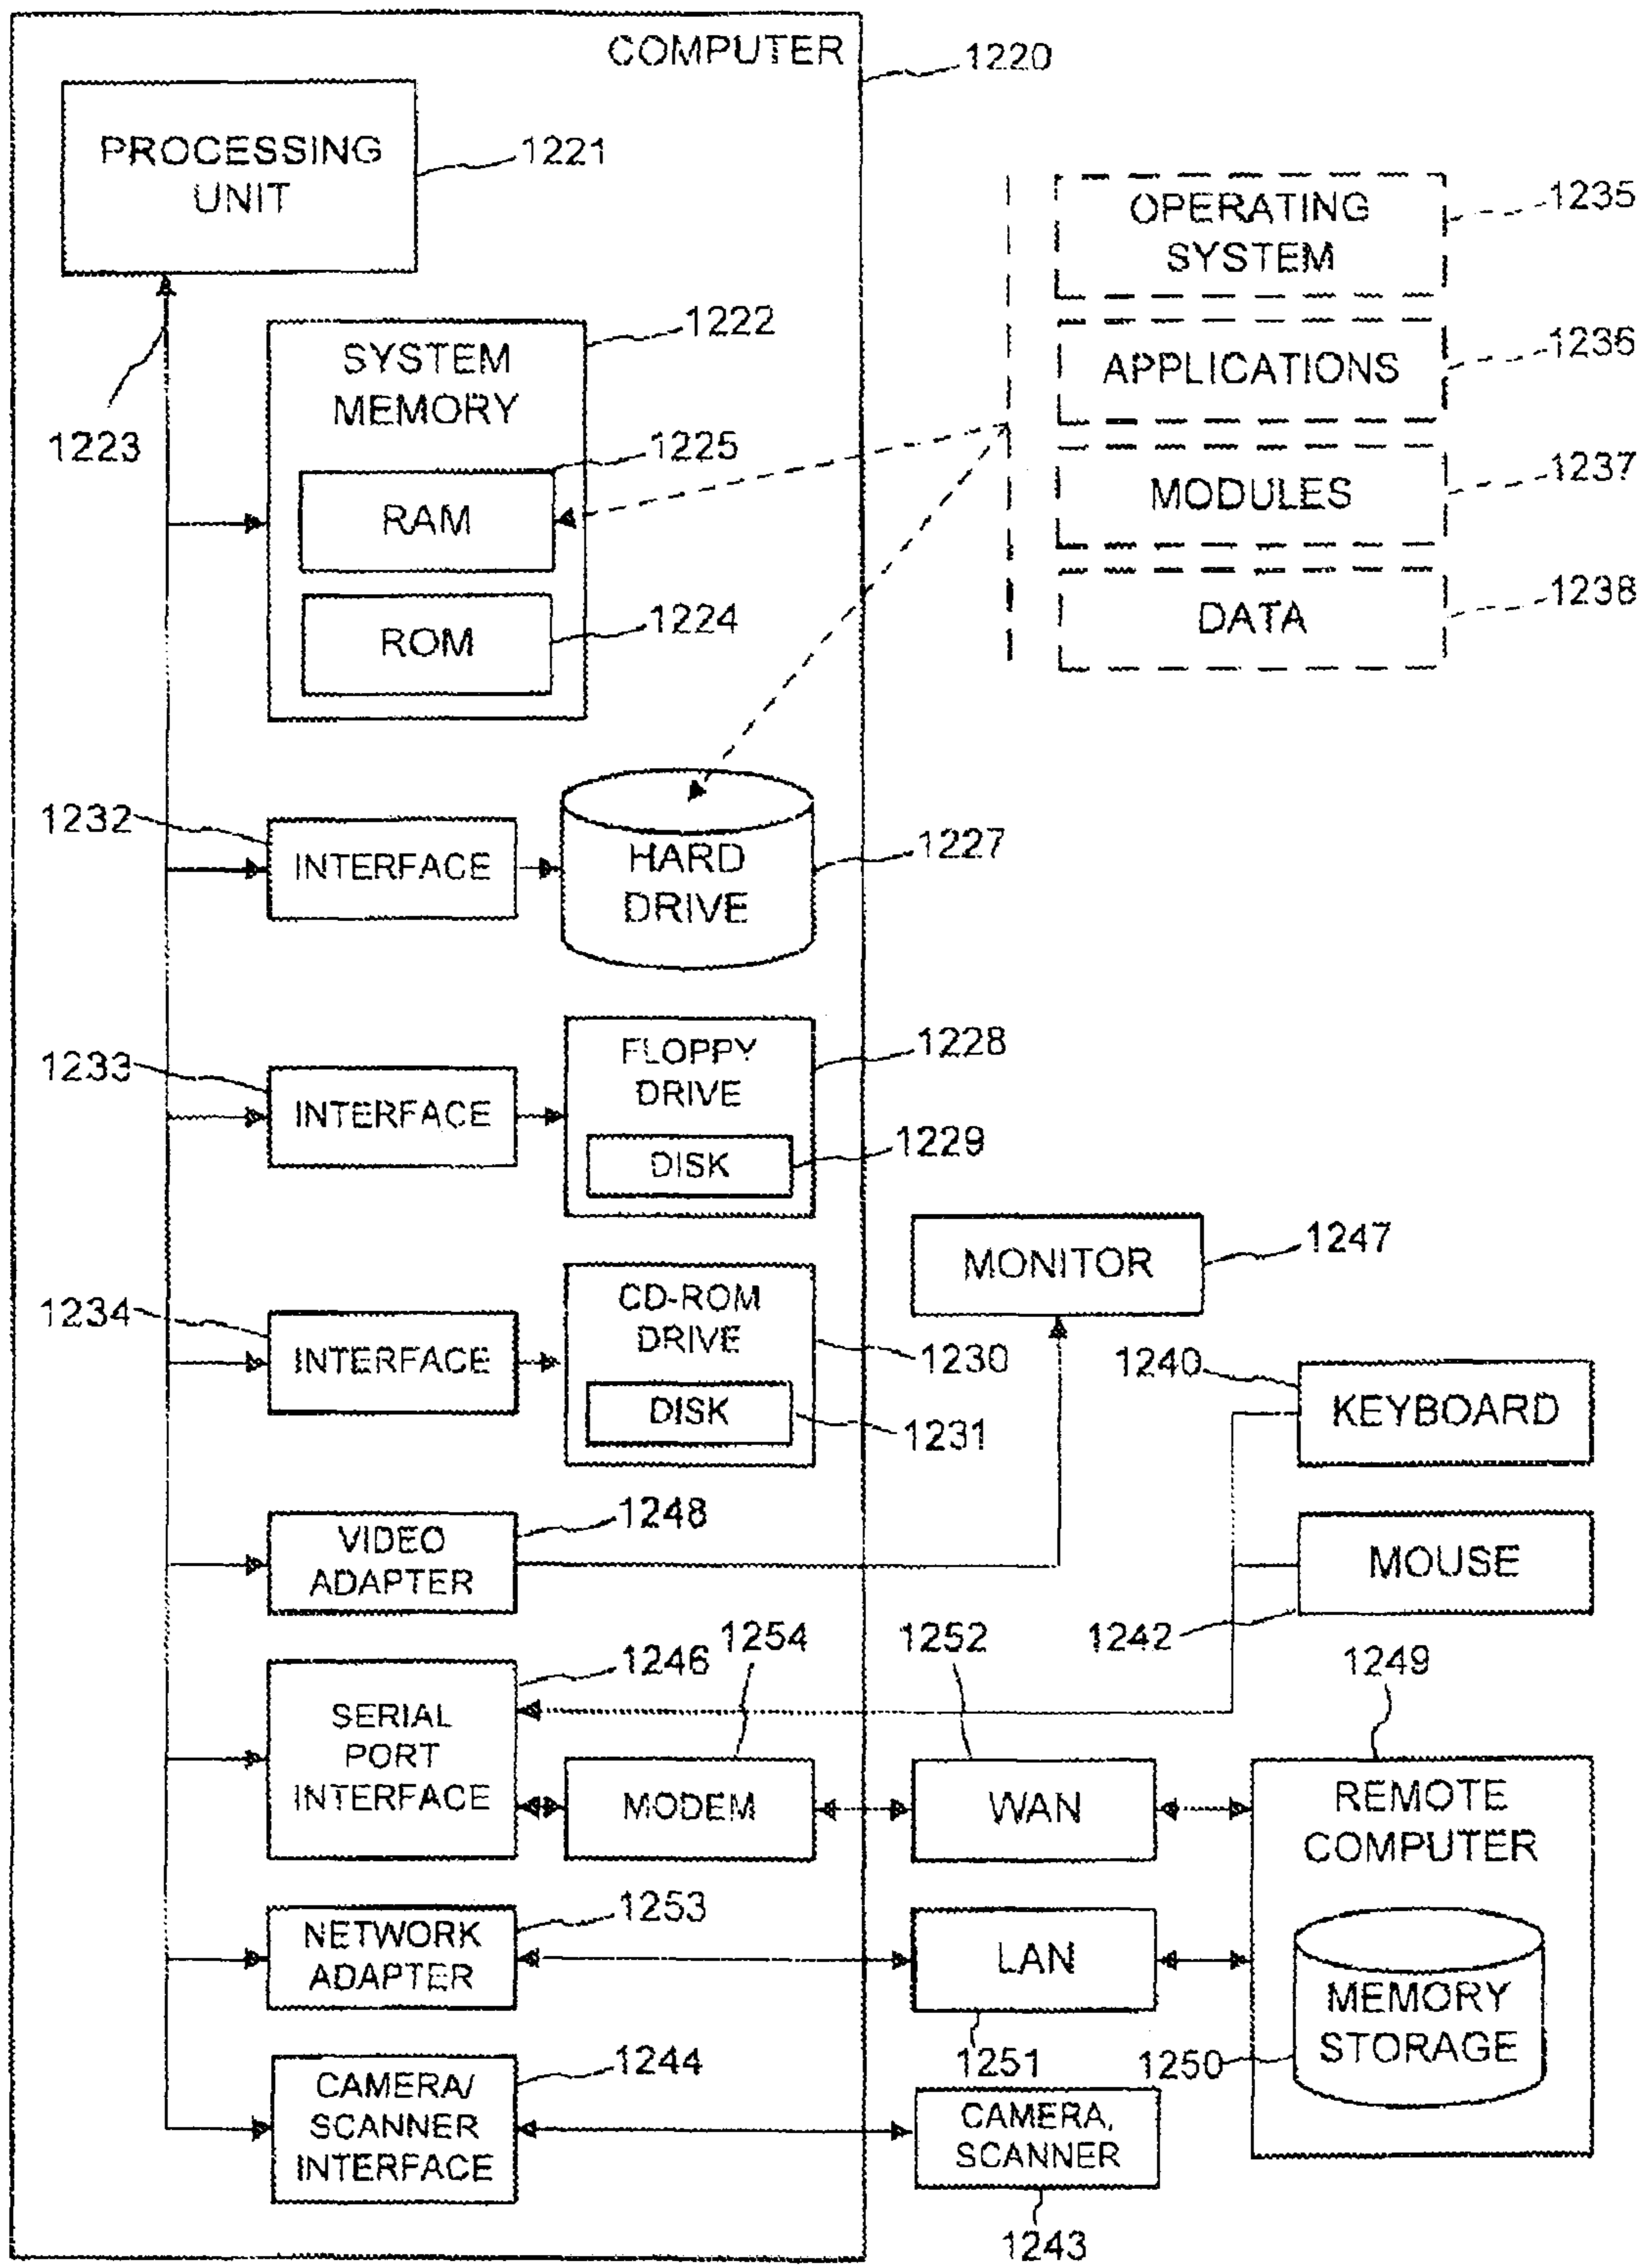 COMPUTER
1220
PROCESSING
UNIT
1221
1223
SYSTEM
MEMORY
1222
RAM
1225
ROM
1224
OPERATING
SYSTEM
1235
APPLICATIONS
1236
MODULES
1237
DATA
1238
1232
INTERFACE
HARD
DRIVE
1227
1233
INTERFACE
FLOPPY
DRIVE
1228
DISK
1229
1234
INTERFACE
CD-ROM
DRIVE
1230
DISK
1231
MONITOR
1247
1240
KEYBOARD
MOUSE
1242
VIDEO
ADAPTER
1248
SERIAL
PORT
INTERFACE
1246
MODEM
1254
WAN
1252
REMOTE
COMPUTER
1249
MEMORY
STORAGE
1250
NETWORK
ADAPTER
1253
LAN
1251
CAMERA/
SCANNER
INTERFACE
1244
CAMERA,
SCANNER
1243